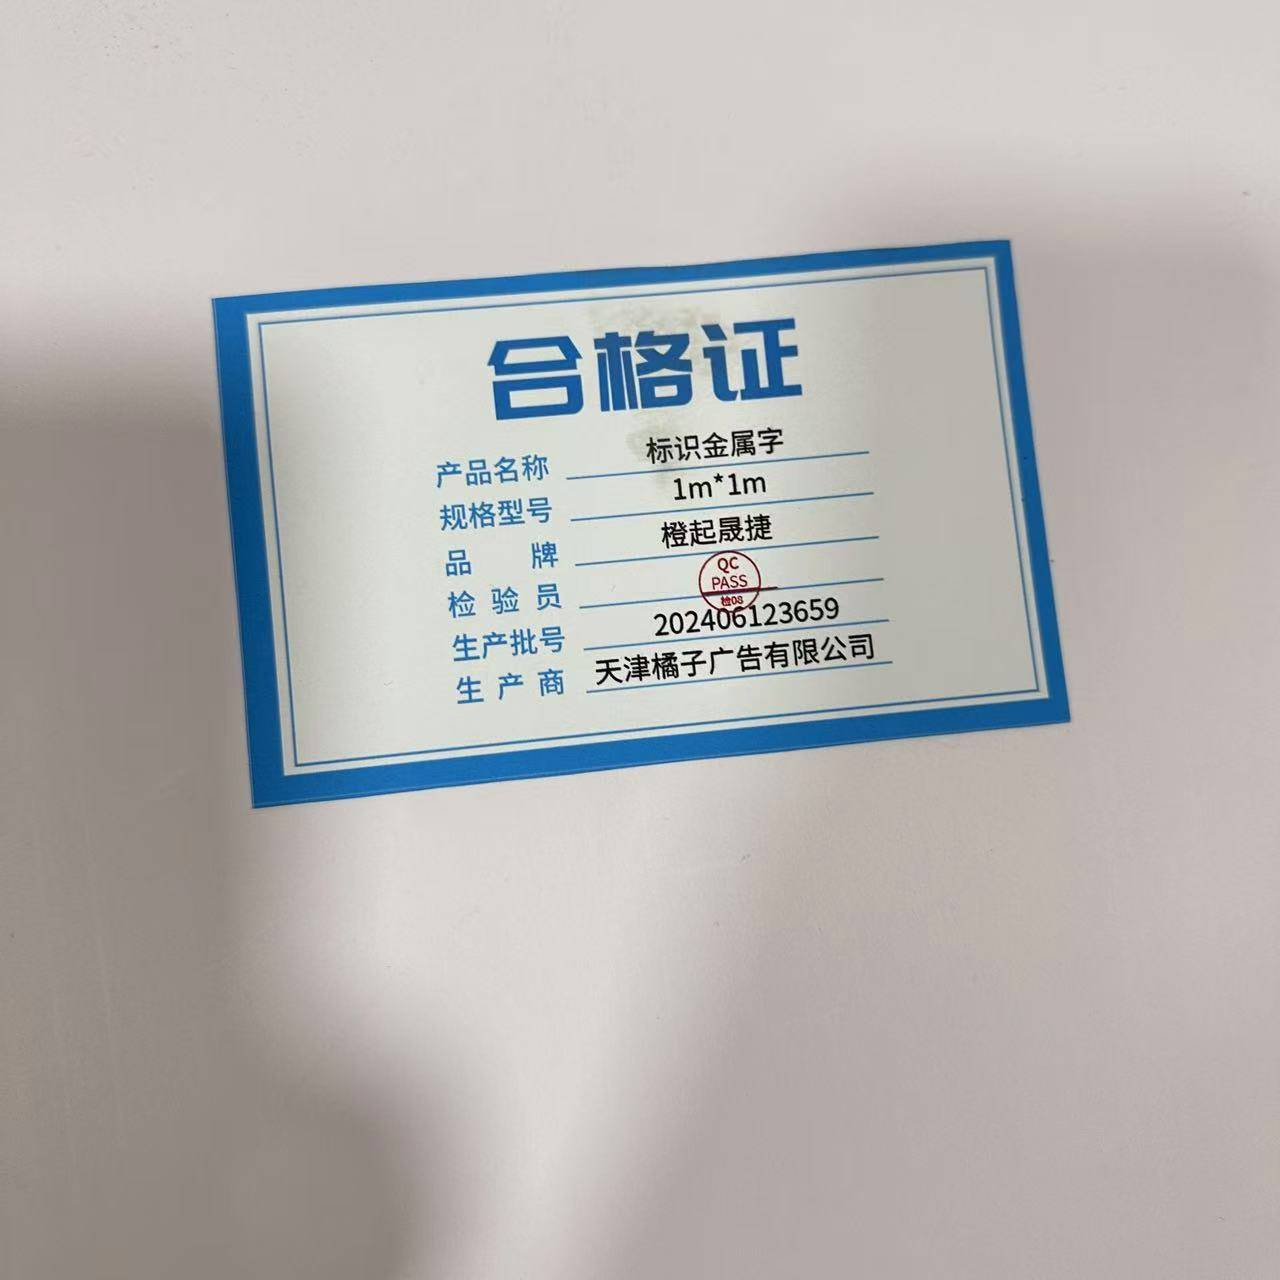 合格证
产品名称 标识金属字
规格型号 1m*1m
品牌 橙起晟捷
检验员 QC PASS 检08
生产批号 202406123659
生产商 天津橘子广告有限公司